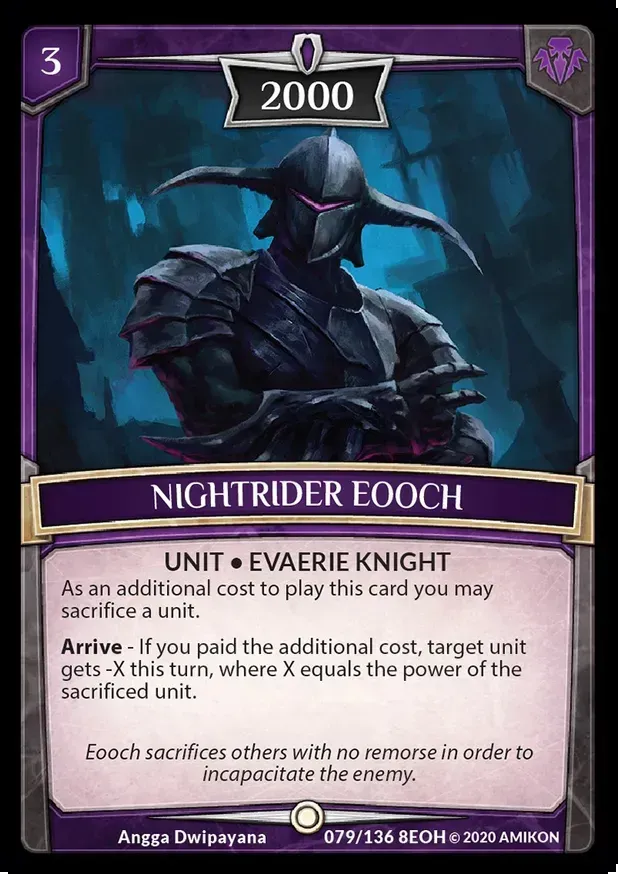 3
2000
NIGHTRIDER EOOCH
UNIT • EVAERIE KNIGHT
As an additional cost to play this card you may
sacrifice a unit.
Arrive - If you paid the additional cost, target unit
gets -X this turn, where X equals the power of the
sacrificed unit.
Eooch sacrifices others with no remorse in order to
incapacitate the enemy.
Angga Dwipayana 079/136 8EOH © 2020 AMIKON